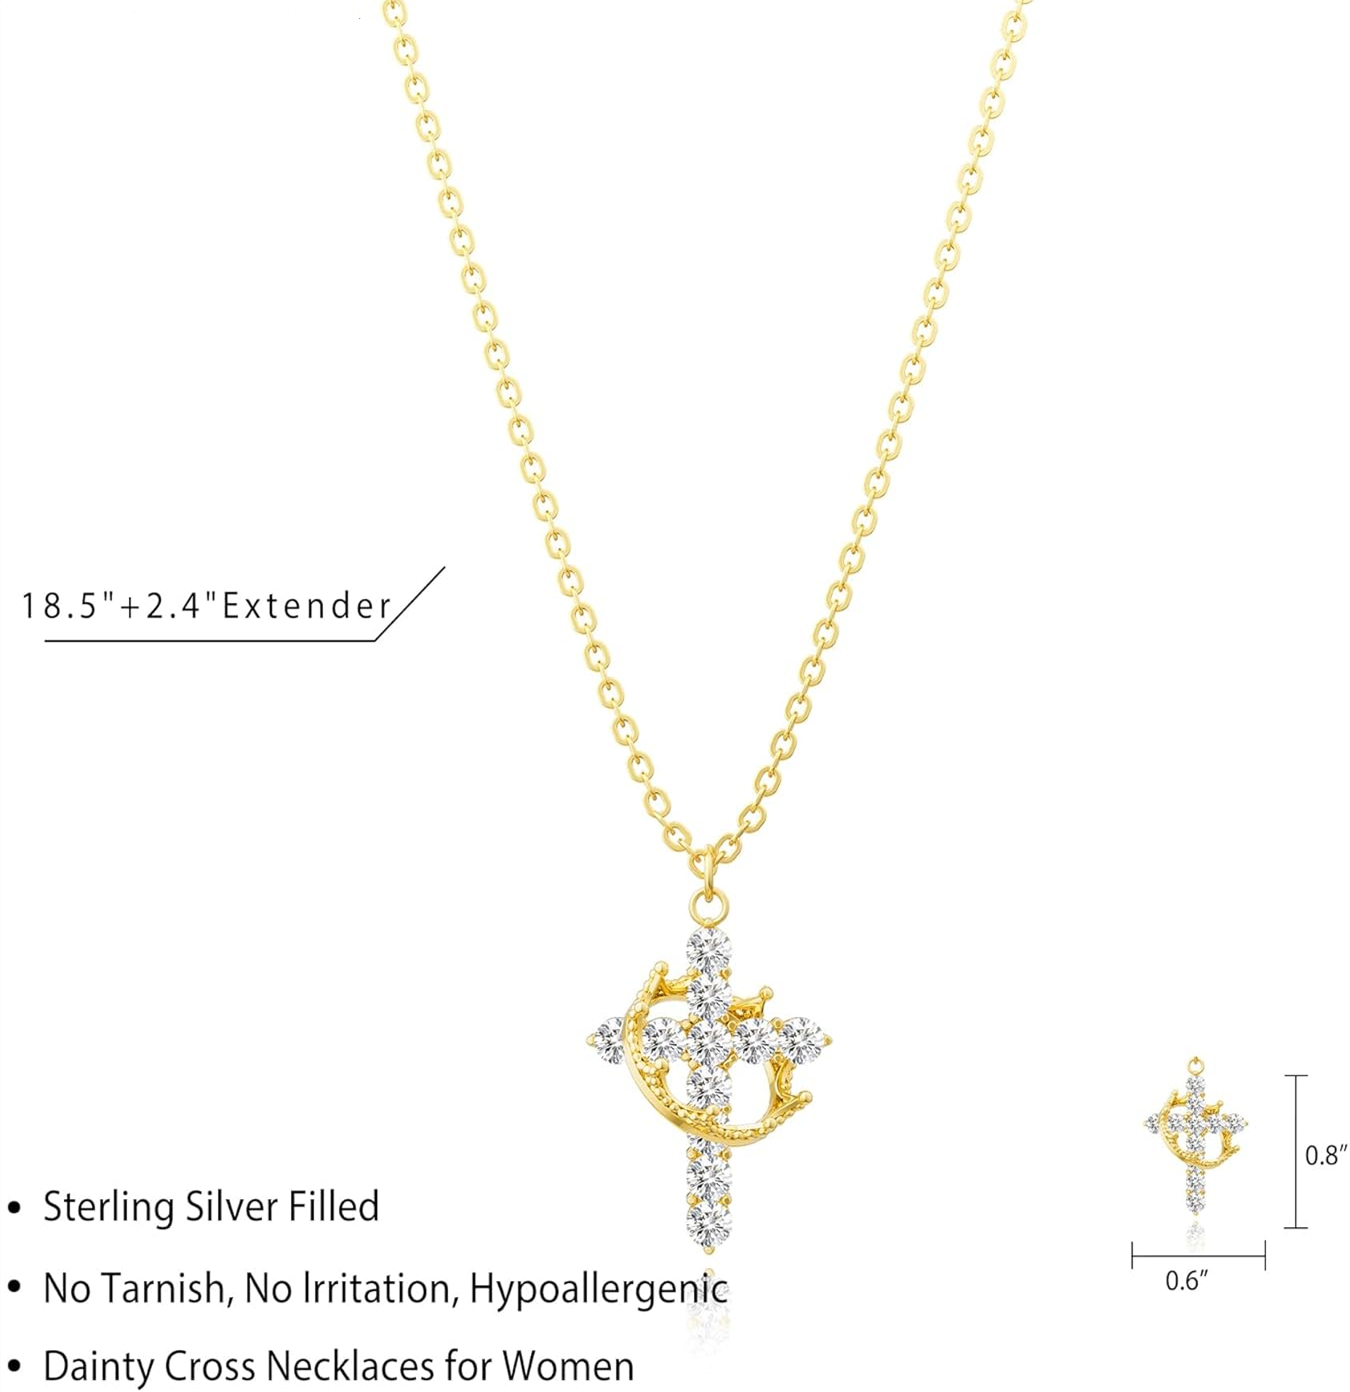 18.5"+2.4"Extender
0.8”
0.6”
• Sterling Silver Filled
• No Tarnish, No Irritation, Hypoallergenic
• Dainty Cross Necklaces for Women